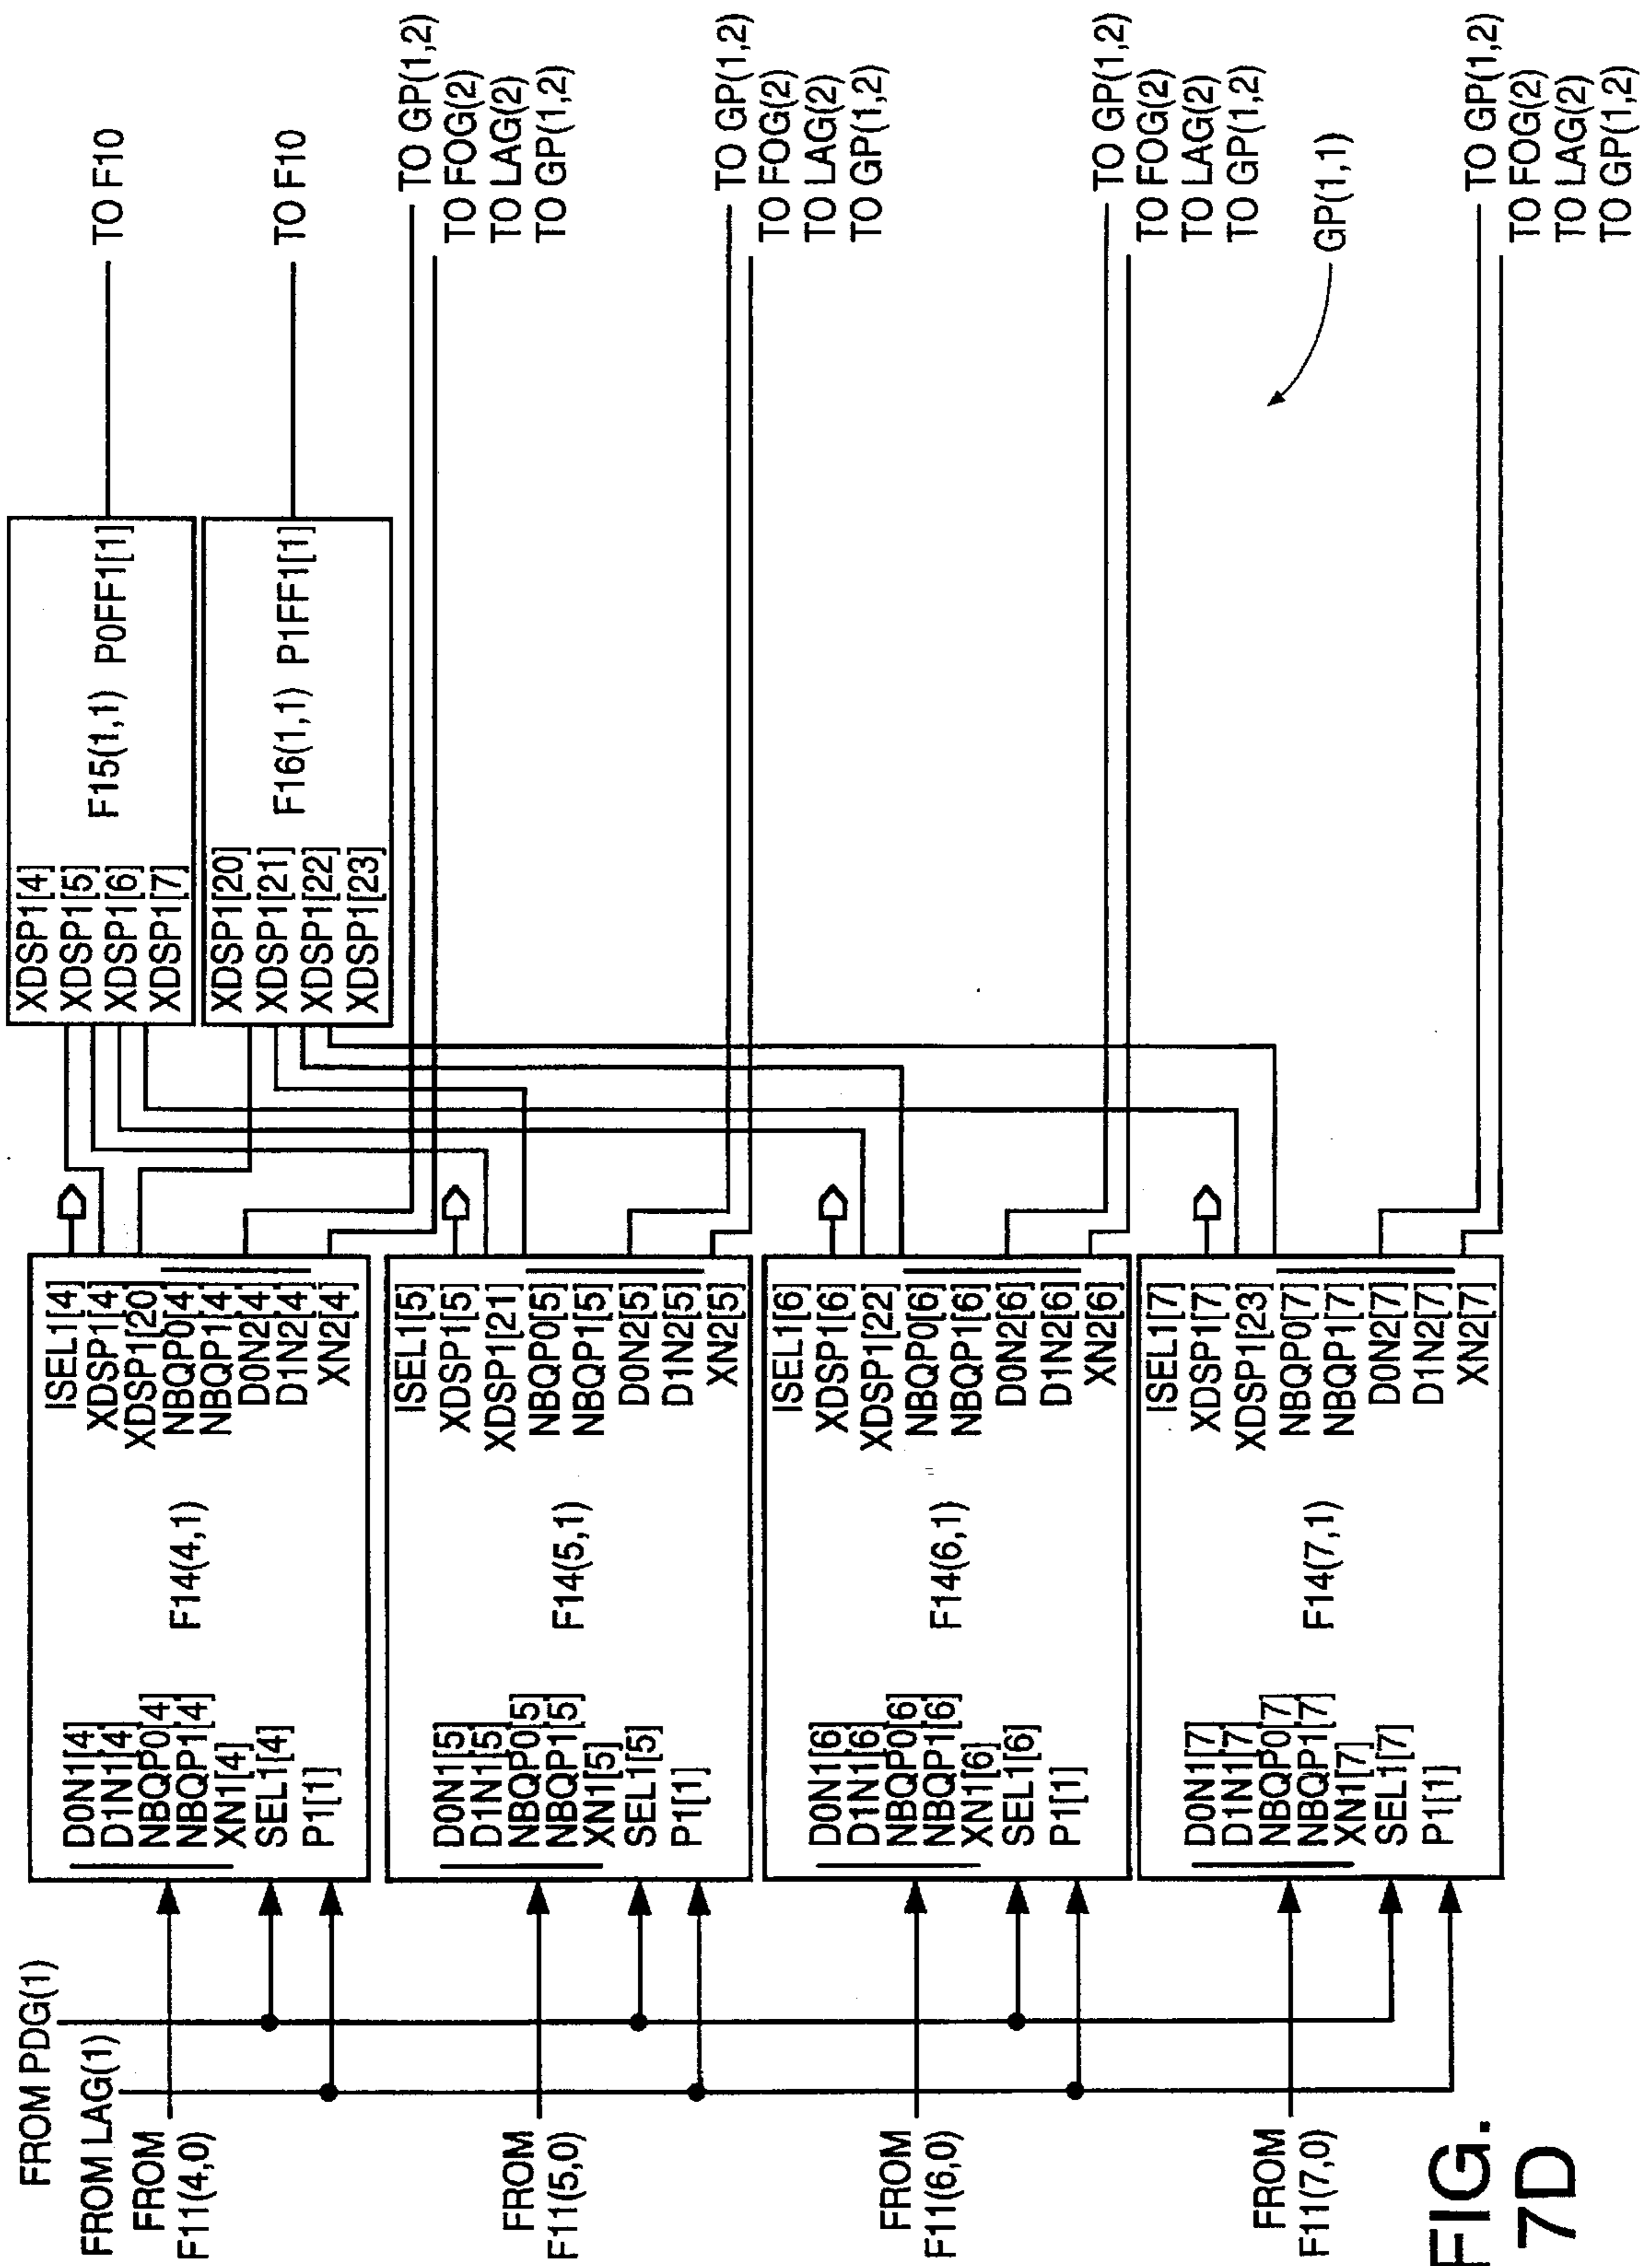 FROM PDG(1)
FROM LAG(1)
FROM
F11(4,0)
D0N1[4]
D1N1[4]
NBQP0[4]
NBQP1[4]
XN1[4]
SEL1[4]
P1[1]
F14(4,1)
ISEL1[4]
XDSP1[4]
XDSP1[20]
NBQP0[4]
NBQP1[4]
D0N2[4]
D1N2[4]
XN2[4]
XDSP1[4]
XDSP1[5]
XDSP1[6]
XDSP1[7]
F15(1,1) P0FF1[1]
TO F10
XDSP1[20]
XDSP1[21]
XDSP1[22]
XDSP1[23]
F16(1,1) P1FF1[1]
TO F10
TO GP(1,2)
TO FOG(2)
TO LAG(2)
TO GP(1,2)
FROM
F11(5,0)
D0N1[5]
D1N1[5]
NBQP0[5]
NBQP1[5]
XN1[5]
SEL1[5]
P1[1]
F14(5,1)
ISEL1[5]
XDSP1[5]
XDSP1[21]
NBQP0[5]
NBQP1[5]
D0N2[5]
D1N2[5]
XN2[5]
TO GP(1,2)
TO FOG(2)
TO LAG(2)
TO GP(1,2)
FROM
F11(6,0)
D0N1[6]
D1N1[6]
NBQP0[6]
NBQP1[6]
XN1[6]
SEL1[6]
P1[1]
F14(6,1)
ISEL1[6]
XDSP1[6]
XDSP1[22]
NBQP0[6]
NBQP1[6]
D0N2[6]
D1N2[6]
XN2[6]
TO GP(1,2)
TO FOG(2)
TO LAG(2)
TO GP(1,2)
GP(1,1)
FROM
F11(7,0)
D0N1[7]
D1N1[7]
NBQP0[7]
NBQP1[7]
XN1[7]
SEL1[7]
P1[1]
F14(7,1)
ISEL1[7]
XDSP1[7]
XDSP1[23]
NBQP0[7]
NBQP1[7]
D0N2[7]
D1N2[7]
XN2[7]
TO GP(1,2)
TO FOG(2)
TO LAG(2)
TO GP(1,2)
FIG.
7D